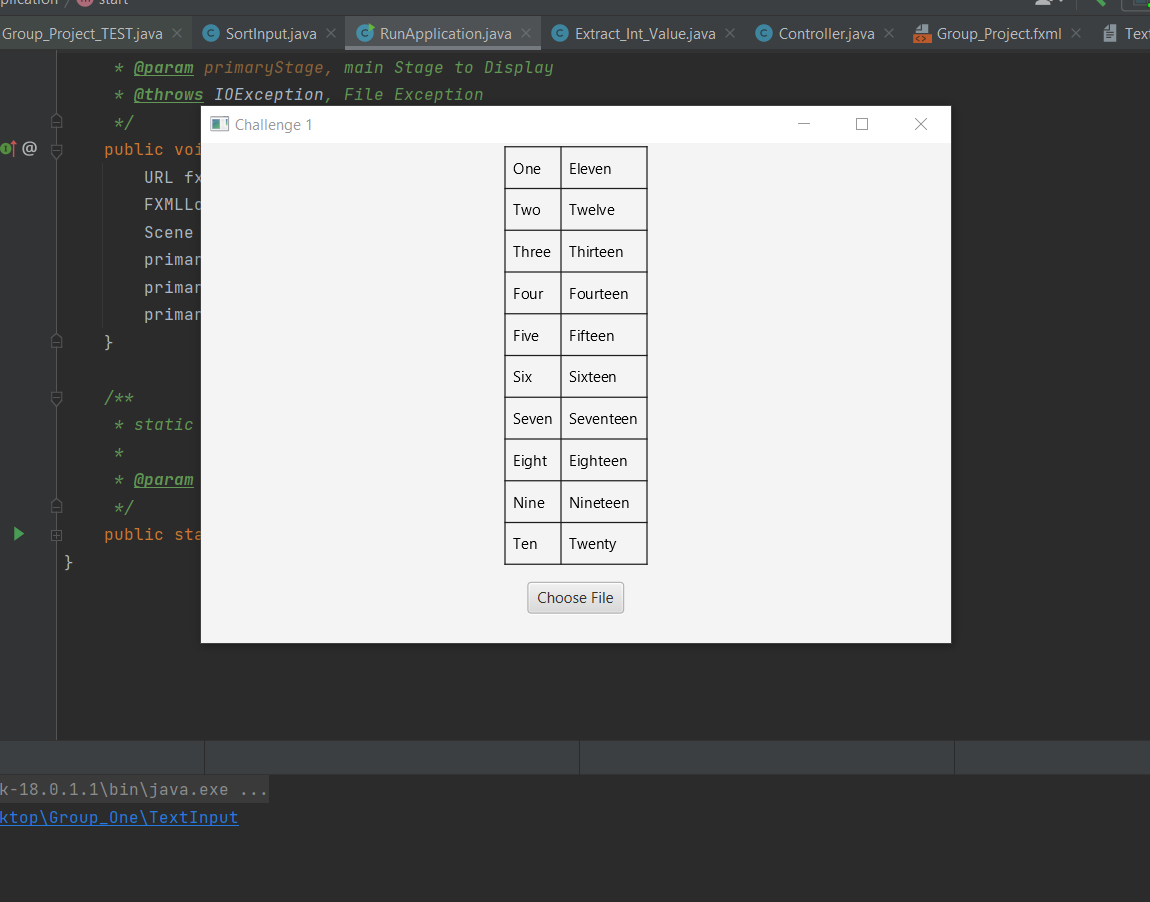 plication / start
Group_Project_TEST.java SortInput.java RunApplication.java Extract_Int_Value.java Controller.java Group_Project.fxml Text
* @param primaryStage, main Stage to Display
* @throws IOException, File Exception
*/
Challenge 1
@ public voi
URL fx
FXMLLo
Scene
primar
primar
primar
}
/**
* static
*
* @param
*/
public sta
}
One Eleven
Two Twelve
Three Thirteen
Four Fourteen
Five Fifteen
Six Sixteen
Seven Seventeen
Eight Eighteen
Nine Nineteen
Ten Twenty
Choose File
k-18.0.1.1\bin\java.exe ...
ktop\Group_One\TextInput